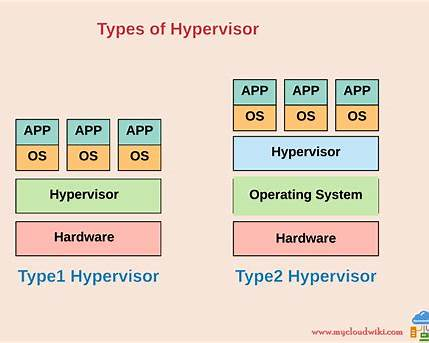 Types of Hypervisor
APP APP APP
OS OS OS
Hypervisor
Hardware
Type1 Hypervisor
APP APP APP
OS OS OS
Hypervisor
Operating System
Hardware
Type2 Hypervisor
www.mycloudwiki.com